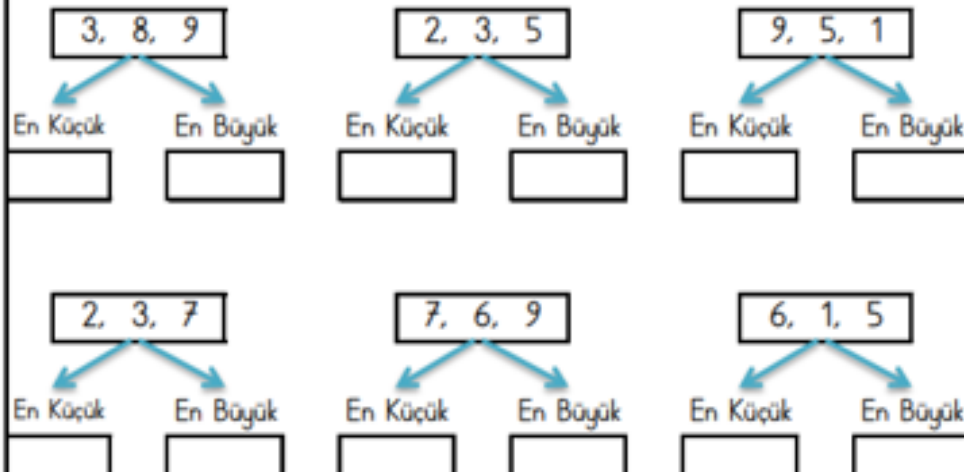 3, 8, 9
2, 3, 5
9, 5, 1
En Küçük En Büyük
En Küçük En Büyük
En Küçük En Büyük
2, 3, 7
7, 6, 9
6, 1, 5
En Küçük En Büyük
En Küçük En Büyük
En Küçük En Büyük